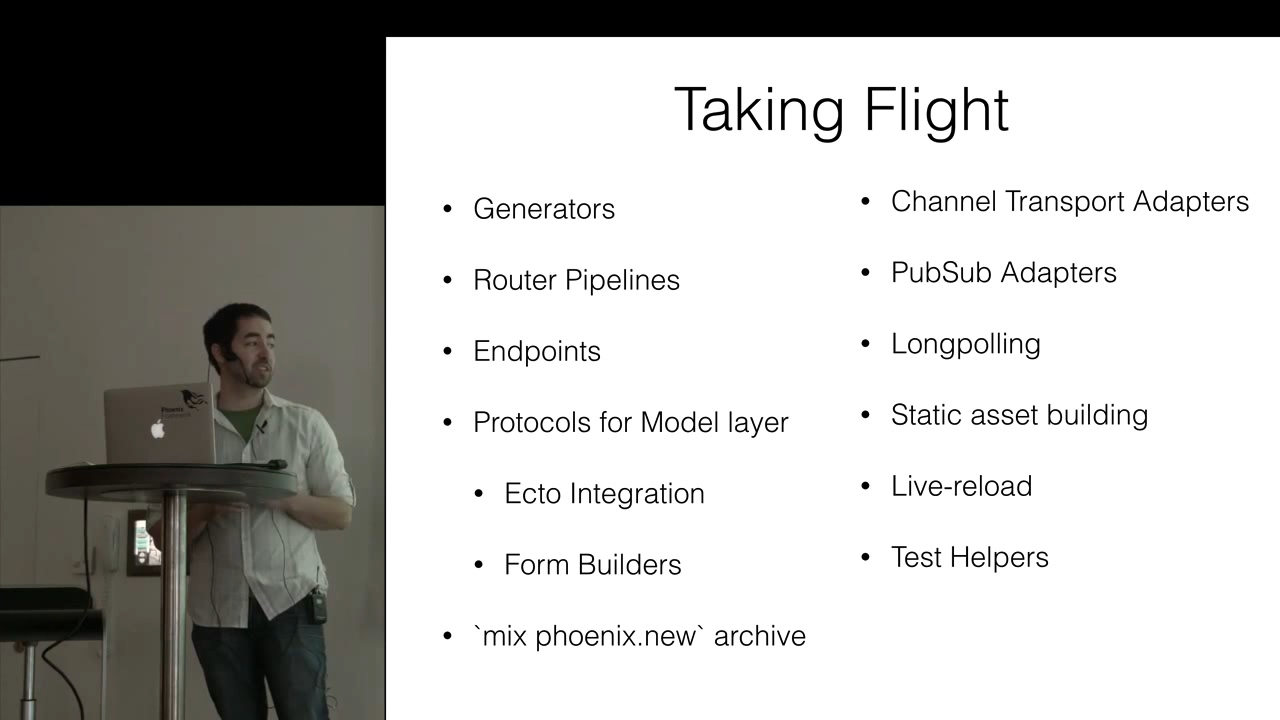 Taking Flight
• Generators
• Router Pipelines
• Endpoints
• Protocols for Model layer
• Ecto Integration
• Form Builders
• `mix phoenix.new` archive
• Channel Transport Adapters
• PubSub Adapters
• Longpolling
• Static asset building
• Live-reload
• Test Helpers
Phoenix